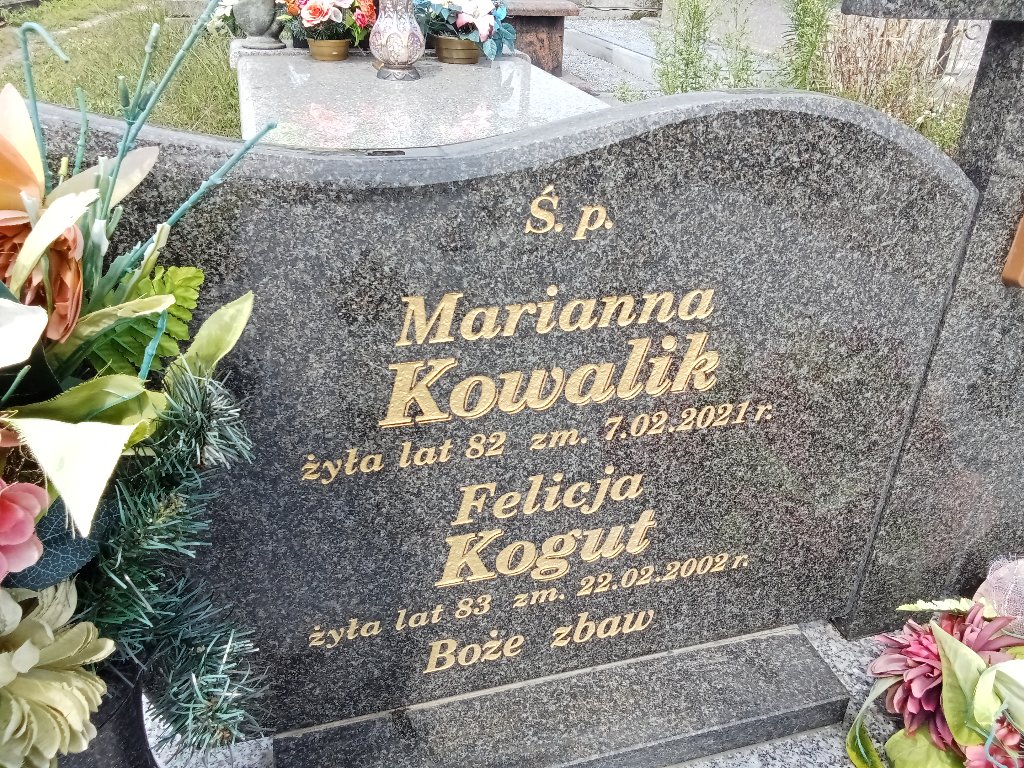 Ś. p.
Marianna
Kowalik
żyła lat 82 zm. 7.02.2021 r.
Felicja
Kogut
żyła lat 83 zm. 22.02.2002 r.
Boże zbaw